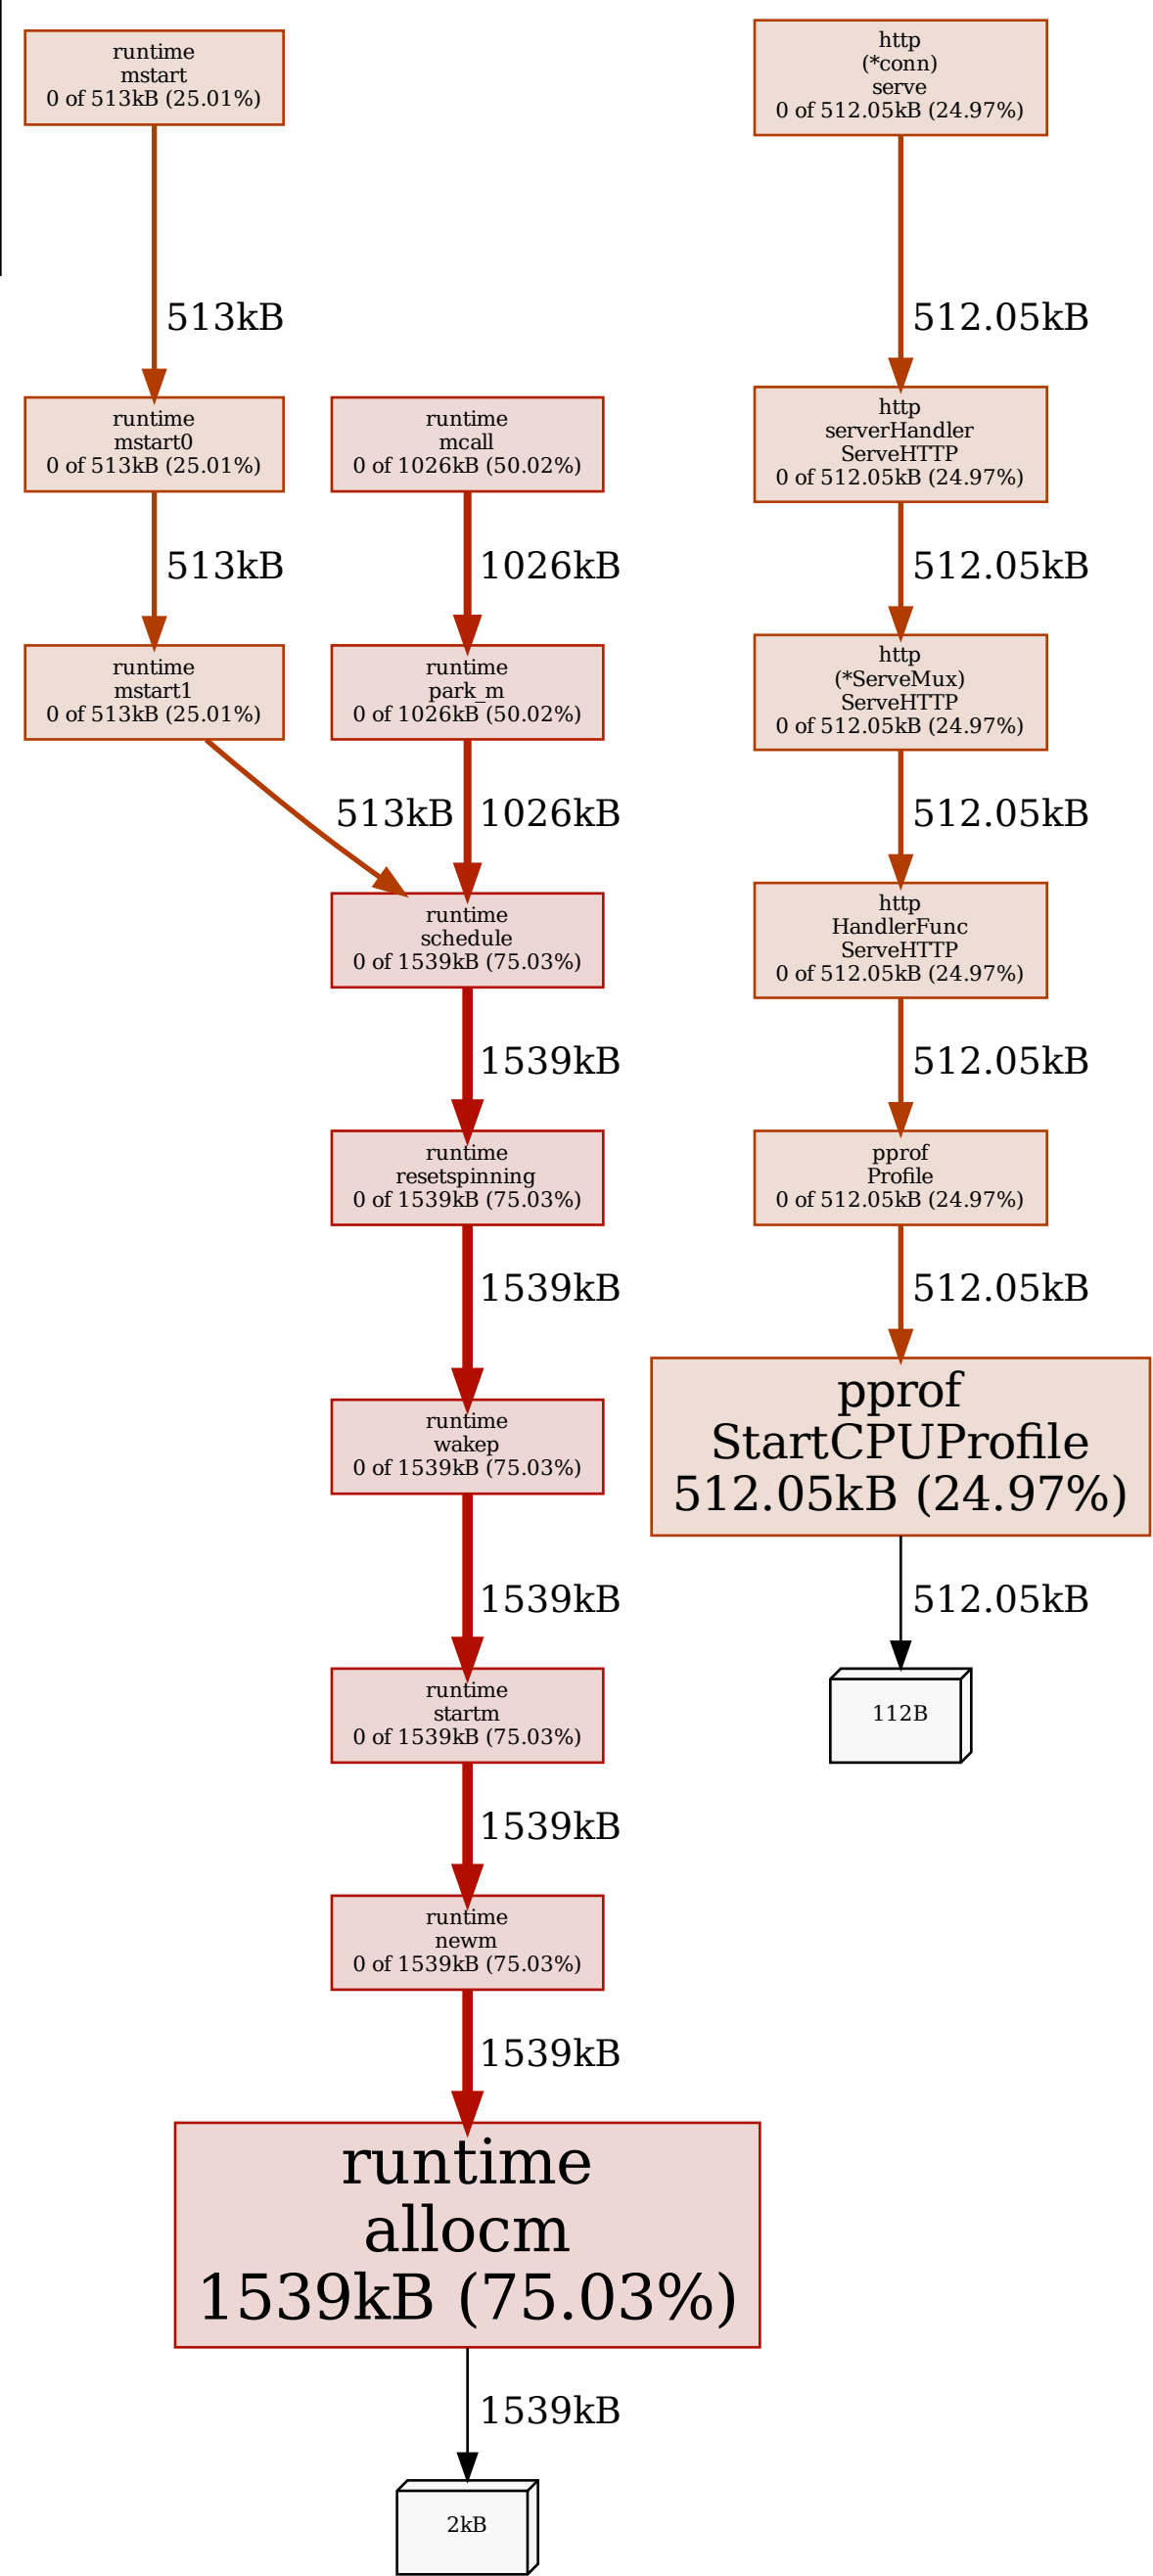 runtime
mstart
0 of 513kB (25.01%)
http
(*conn)
serve
0 of 512.05kB (24.97%)
513kB
512.05kB
runtime
mstart0
0 of 513kB (25.01%)
runtime
mcall
0 of 1026kB (50.02%)
http
serverHandler
ServeHTTP
0 of 512.05kB (24.97%)
513kB
1026kB
512.05kB
runtime
mstart1
0 of 513kB (25.01%)
runtime
park_m
0 of 1026kB (50.02%)
http
(*ServeMux)
ServeHTTP
0 of 512.05kB (24.97%)
513kB
1026kB
512.05kB
runtime
schedule
0 of 1539kB (75.03%)
http
HandlerFunc
ServeHTTP
0 of 512.05kB (24.97%)
1539kB
512.05kB
runtime
resetspinning
0 of 1539kB (75.03%)
pprof
Profile
0 of 512.05kB (24.97%)
1539kB
512.05kB
runtime
wakep
0 of 1539kB (75.03%)
pprof
StartCPUProfile
512.05kB (24.97%)
1539kB
512.05kB
runtime
startm
0 of 1539kB (75.03%)
112B
1539kB
runtime
newm
0 of 1539kB (75.03%)
1539kB
runtime
allocm
1539kB (75.03%)
1539kB
2kB